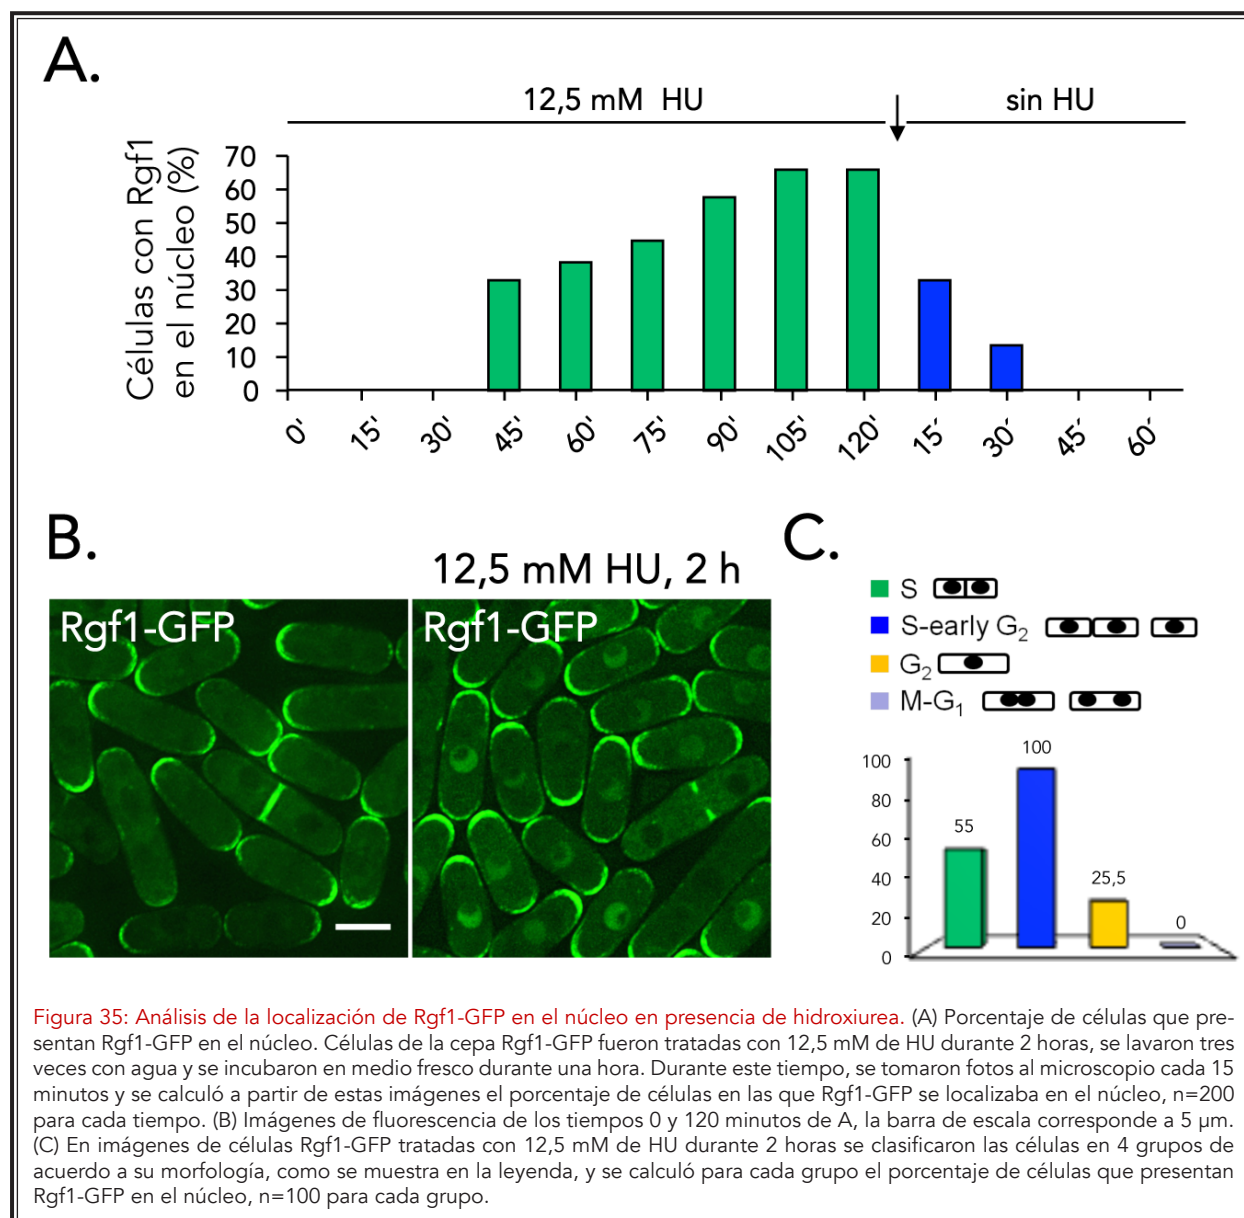 A.
12,5 mM HU
sin HU
Células con Rgf1
en el núcleo (%)
70
60
50
40
30
20
10
0
0'
15'
30'
45'
60'
75'
90'
105'
120'
15'
30'
45'
60'
B.
12,5 mM HU, 2 h
Rgf1-GFP
Rgf1-GFP
C.
S
S-early G₂
G₂
M-G₁
100
80
60
40
20
0
55
100
25,5
0
Figura 35: Análisis de la localización de Rgf1-GFP en el núcleo en presencia de hidroxiurea. (A) Porcentaje de células que pre-
sentan Rgf1-GFP en el núcleo. Células de la cepa Rgf1-GFP fueron tratadas con 12,5 mM de HU durante 2 horas, se lavaron tres
veces con agua y se incubaron en medio fresco durante una hora. Durante este tiempo, se tomaron fotos al microscopio cada 15
minutos y se calculó a partir de estas imágenes el porcentaje de células en las que Rgf1-GFP se localizaba en el núcleo, n=200
para cada tiempo. (B) Imágenes de fluorescencia de los tiempos 0 y 120 minutos de A, la barra de escala corresponde a 5 µm.
(C) En imágenes de células Rgf1-GFP tratadas con 12,5 mM de HU durante 2 horas se clasificaron las células en 4 grupos de
acuerdo a su morfología, como se muestra en la leyenda, y se calculó para cada grupo el porcentaje de células que presentan
Rgf1-GFP en el núcleo, n=100 para cada grupo.